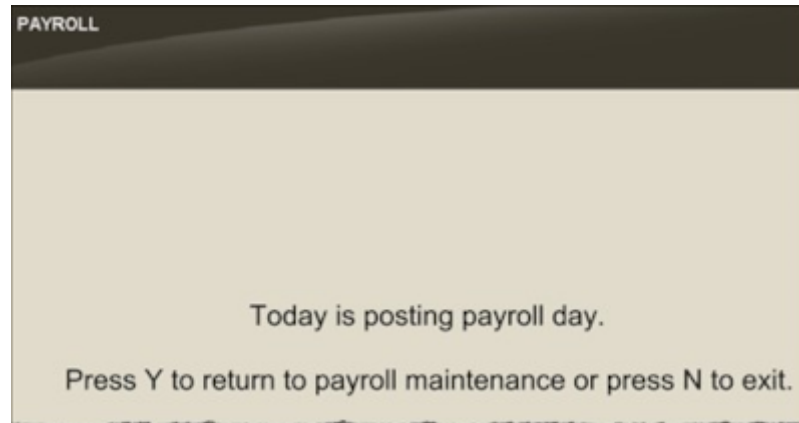 PAYROLL
Today is posting payroll day.
Press Y to return to payroll maintenance or press N to exit.